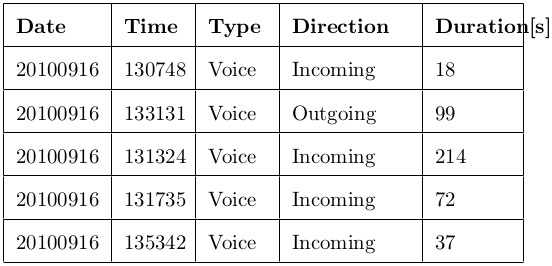 Date Time Type Direction Duration[s]
20100916 130748 Voice Incoming 18
20100916 133131 Voice Outgoing 99
20100916 131324 Voice Incoming 214
20100916 131735 Voice Incoming 72
20100916 135342 Voice Incoming 37